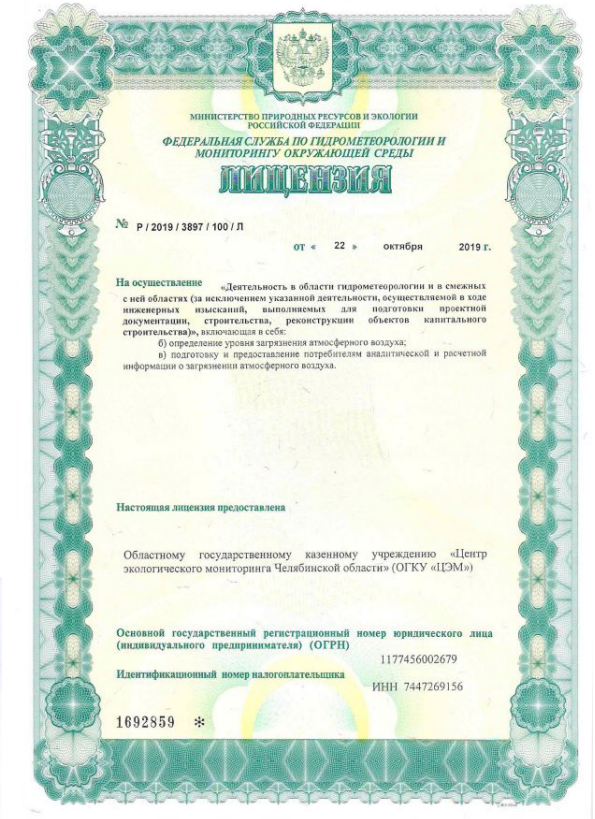 МИНИСТЕРСТВО ПРИРОДНЫХ РЕСУРСОВ И ЭКОЛОГИИ
РОССИЙСКОЙ ФЕДЕРАЦИИ
ФЕДЕРАЛЬНАЯ СЛУЖБА ПО ГИДРОМЕТЕОРОЛОГИИ И
МОНИТОРИНГУ ОКРУЖАЮЩЕЙ СРЕДЫ
ЛИЦЕНЗИЯ
№ Р / 2019 / 3897 / 100 / Л
от « 22 » октября 2019 г.
На осуществление «Деятельность в области гидрометеорологии и в смежных
с ней областях (за исключением указанной деятельности, осуществляемой в ходе
инженерных изысканий, выполняемых для подготовки проектной
документации, строительства, реконструкции объектов капитального
строительства)», включающая в себя:
б) определение уровня загрязнения атмосферного воздуха;
в) подготовку и предоставление потребителям аналитической и расчетной
информации о загрязнении атмосферного воздуха.
Настоящая лицензия предоставлена
Областному государственному казенному учреждению «Центр
экологического мониторинга Челябинской области» (ОГКУ «ЦЭМ»)
Основной государственный регистрационный номер юридического лица
(индивидуального предпринимателя) (ОГРН)
1177456002679
Идентификационный номер налогоплательщика
ИНН 7447269156
1692859 *